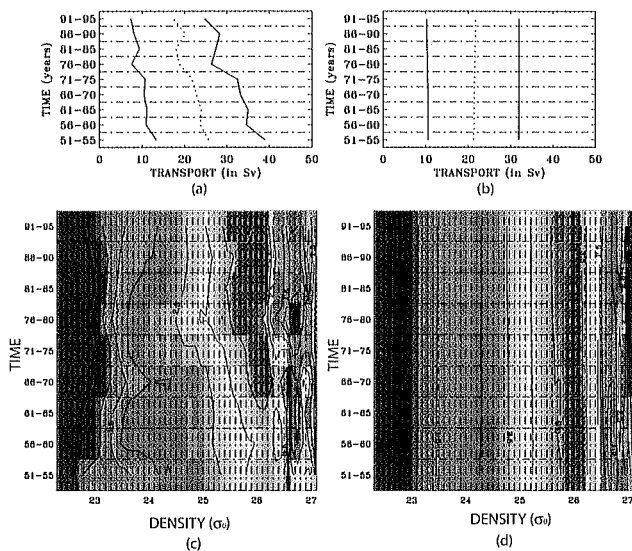 91-95
86-90
81-85
76-80
71-75
66-70
61-65
56-60
51-55
TIME (years)
0 10 20 30 40 50
TRANSPORT (in Sv)
(a)
91-95
86-90
81-85
76-80
71-75
66-70
61-65
56-60
51-55
TIME (years)
0 10 20 30 40 50
TRANSPORT (in Sv)
(b)
91-95
86-90
81-85
76-80
71-75
66-70
61-65
56-60
51-55
TIME
23 24 25 26 27
DENSITY (σ₀)
(c)
91-95
86-90
81-85
76-80
71-75
66-70
61-65
56-60
51-55
TIME
23 24 25 26 27
DENSITY (σ₀)
(d)